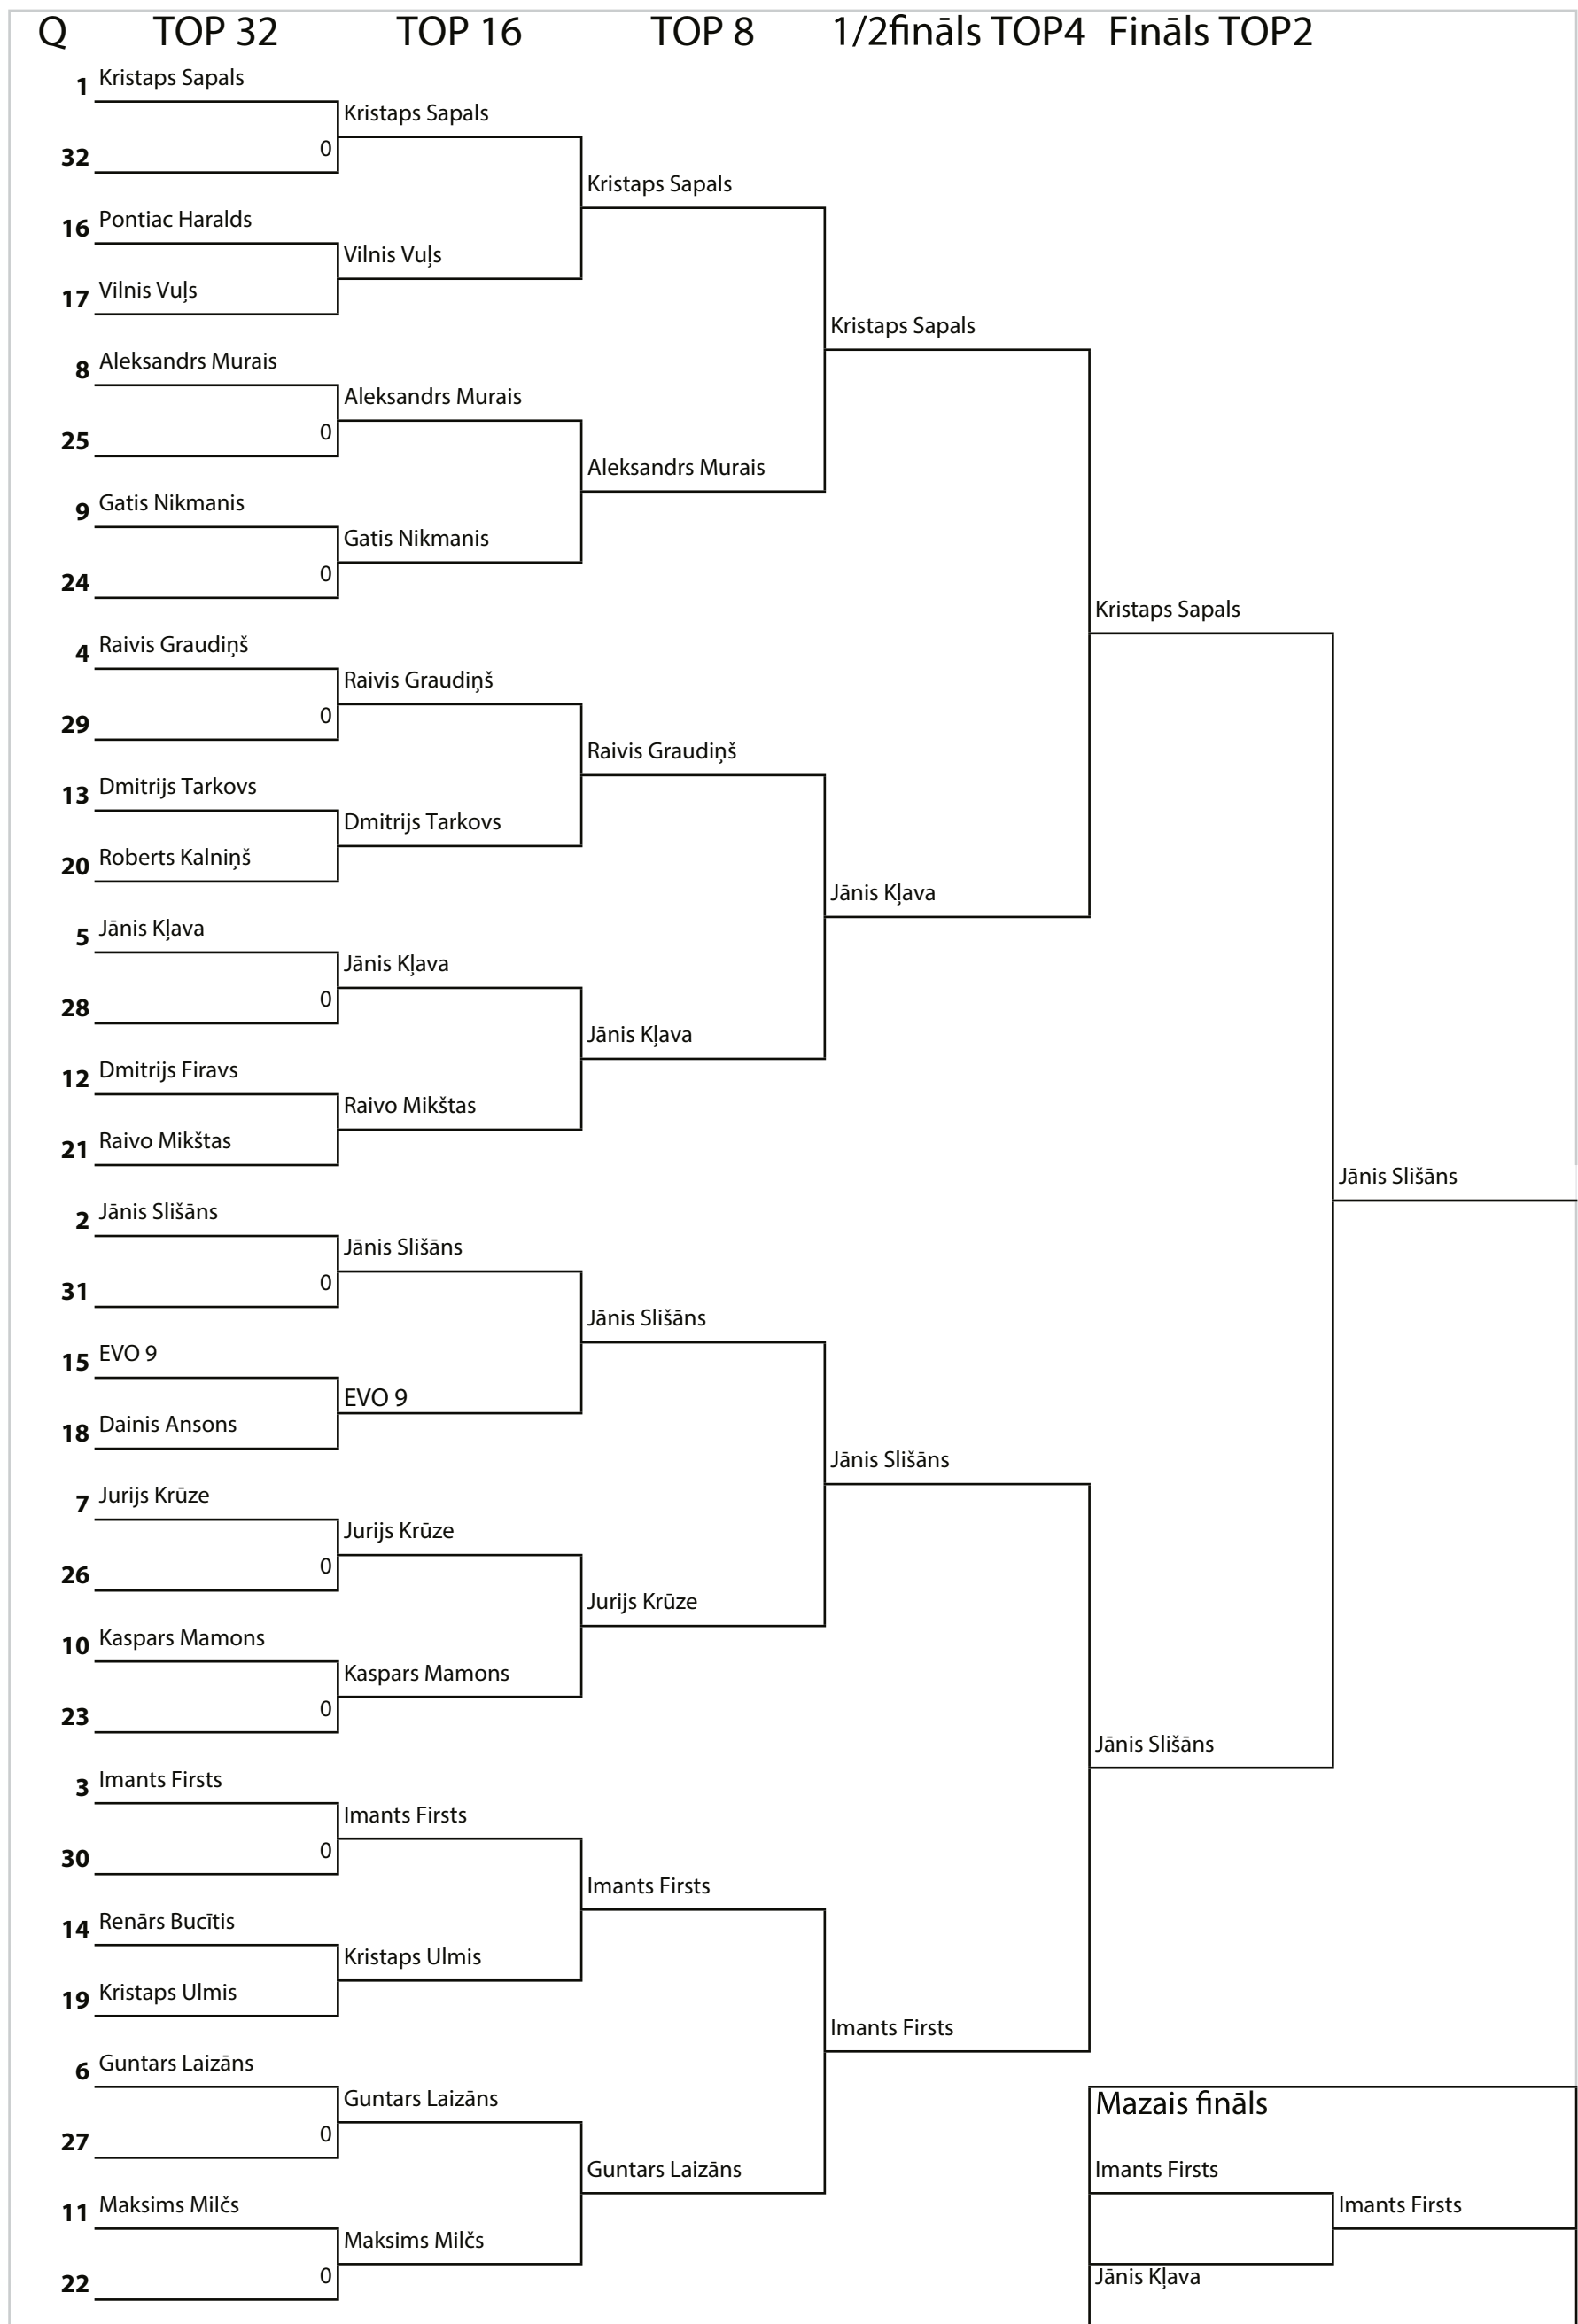 Q TOP 32 TOP 16 TOP 8 1/2fināls TOP4 Fināls TOP2
1 Kristaps Sapals
Kristaps Sapals
32 0
Kristaps Sapals
16 Pontiac Haralds
Vilnis Vuļs
17 Vilnis Vuļs
Kristaps Sapals
8 Aleksandrs Murais
Aleksandrs Murais
25 0
Aleksandrs Murais
9 Gatis Nikmanis
Gatis Nikmanis
24 0
Kristaps Sapals
4 Raivis Graudiņš
Raivis Graudiņš
29 0
Raivis Graudiņš
13 Dmitrijs Tarkovs
Dmitrijs Tarkovs
20 Roberts Kalniņš
Jānis Kļava
5 Jānis Kļava
Jānis Kļava
28 0
Jānis Kļava
12 Dmitrijs Firavs
Raivo Mikštas
21 Raivo Mikštas
Jānis Slišāns
2 Jānis Slišāns
Jānis Slišāns
31 0
Jānis Slišāns
15 EVO 9
EVO 9
18 Dainis Ansons
Jānis Slišāns
7 Jurijs Krūze
Jurijs Krūze
26 0
Jurijs Krūze
10 Kaspars Mamons
Kaspars Mamons
23 0
Jānis Slišāns
3 Imants Firsts
Imants Firsts
30 0
Imants Firsts
14 Renārs Bucītis
Kristaps Ulmis
19 Kristaps Ulmis
Imants Firsts
6 Guntars Laizāns
Guntars Laizāns
Mazais fināls
27 0
Guntars Laizāns
Imants Firsts
11 Maksims Milčs
Imants Firsts
Maksims Milčs
22 0
Jānis Kļava